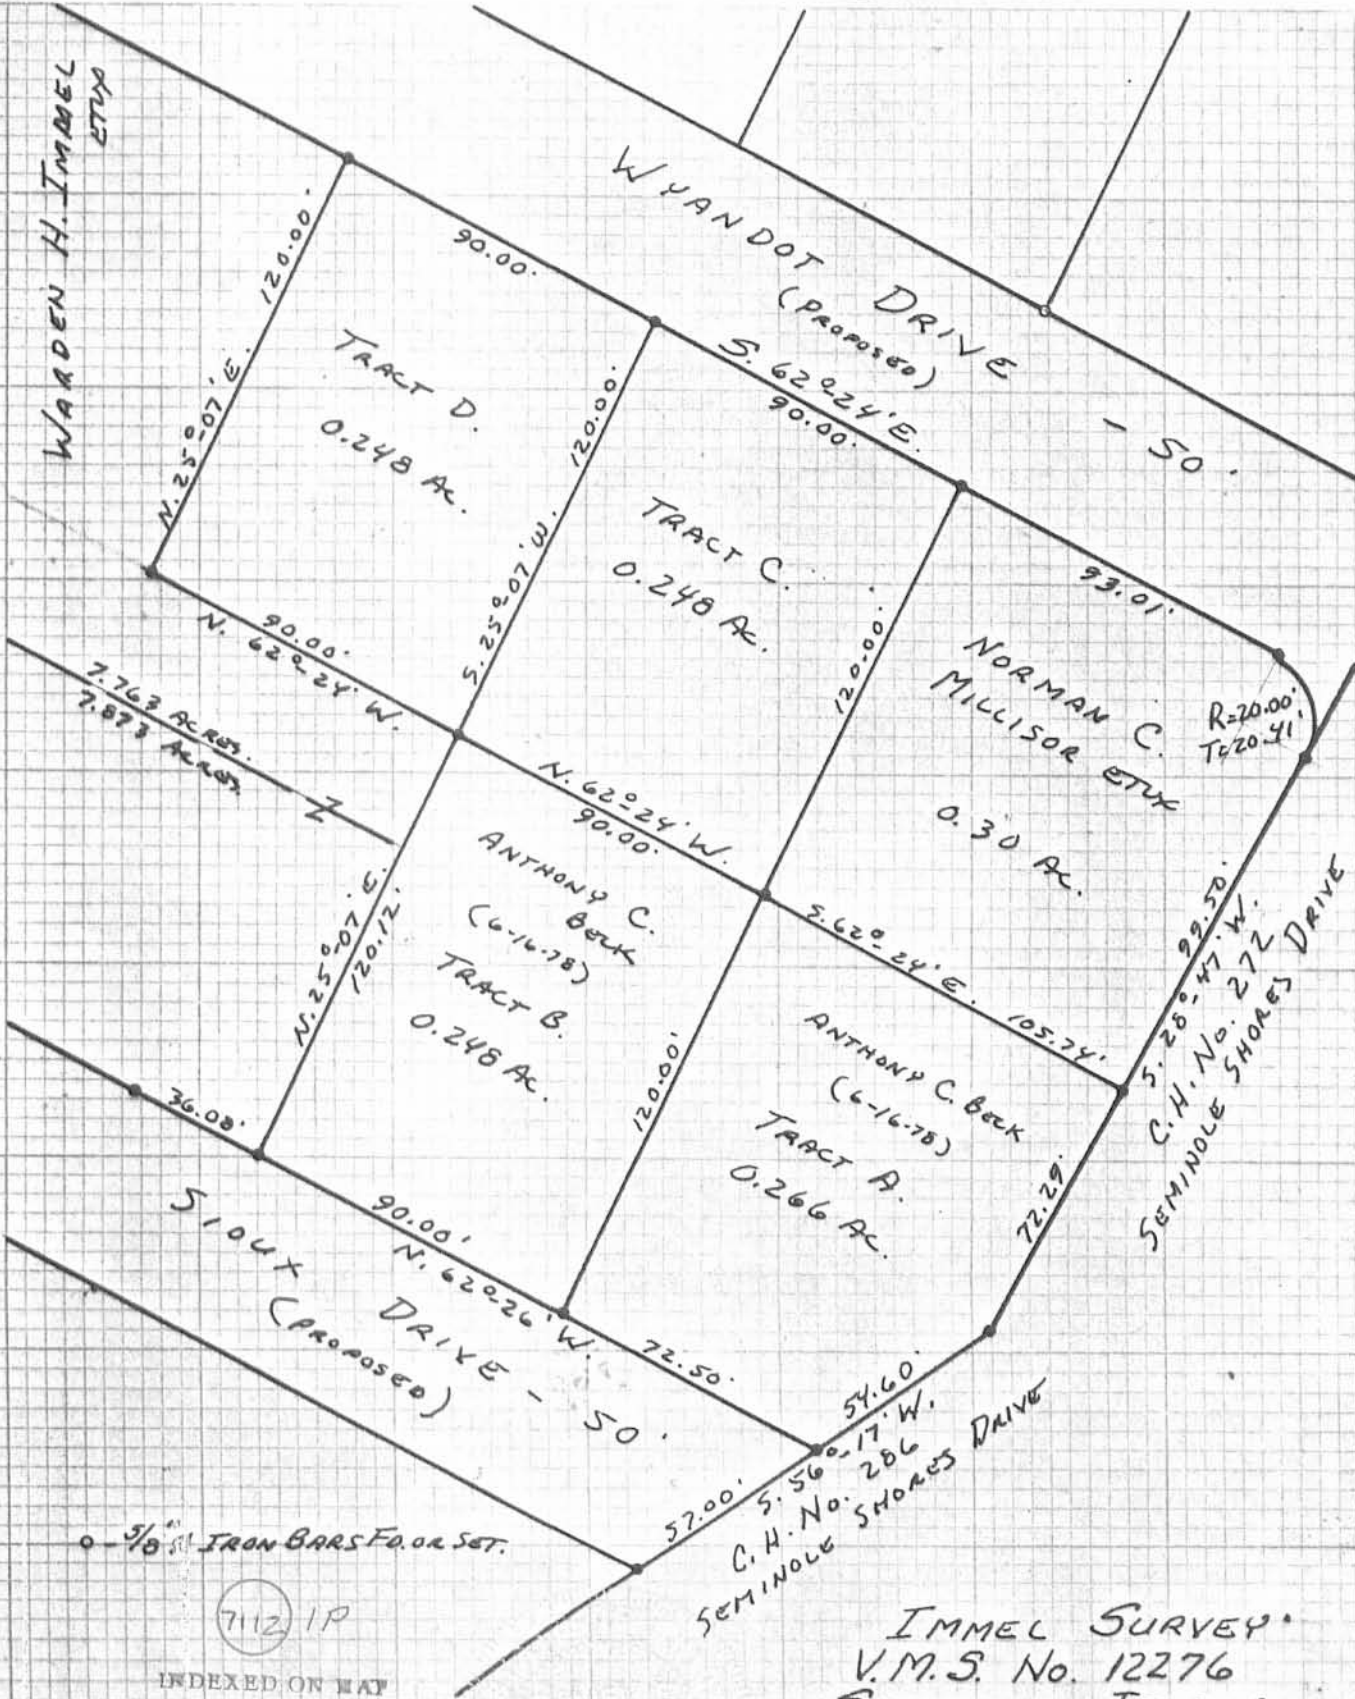 WARDEN H. IMMEL
ETUX
WYANDOT DRIVE - 50'
(PROPOSED)
N. 25°-07' E. 120.00'
90.00'
TRACT D.
0.248 AC.
S. 25°-07' W. 120.00'
S. 62°-24' E.
90.00'
TRACT C.
0.248 AC.
120.00'
93.01'
NORMAN C.
MILLISOR ETUX
0.30 AC.
R=20.00'
T=20.41'
90.00'
N. 62°-24' W.
7.763 ACRES.
7.873 ACRES.
Z
N. 62°-24' W.
90.00'
ANTHONY C.
BECK
(6-16-78)
TRACT B.
0.248 AC.
N. 25°-07' E.
120.12'
S. 62°-24' E. 105.74'
99.50'
S. 28°-47' W.
C.H. No. 272
SEMINOLE SHORES DRIVE
ANTHONY C. BECK
(6-16-78)
TRACT A.
0.266 AC.
120.00'
72.29'
36.08'
90.00'
N. 62°-26' W.
72.50'
SIOUX DRIVE - 50'
(PROPOSED)
54.60'
57.00'
S. 56°-17' W.
C.H. No. 286
SEMINOLE SHORES DRIVE
o - 5/8" IRON BARS FD. OR SET.
7112 1P
INDEXED ON MAP
IMMEL SURVEY.
V.M.S. No. 12276